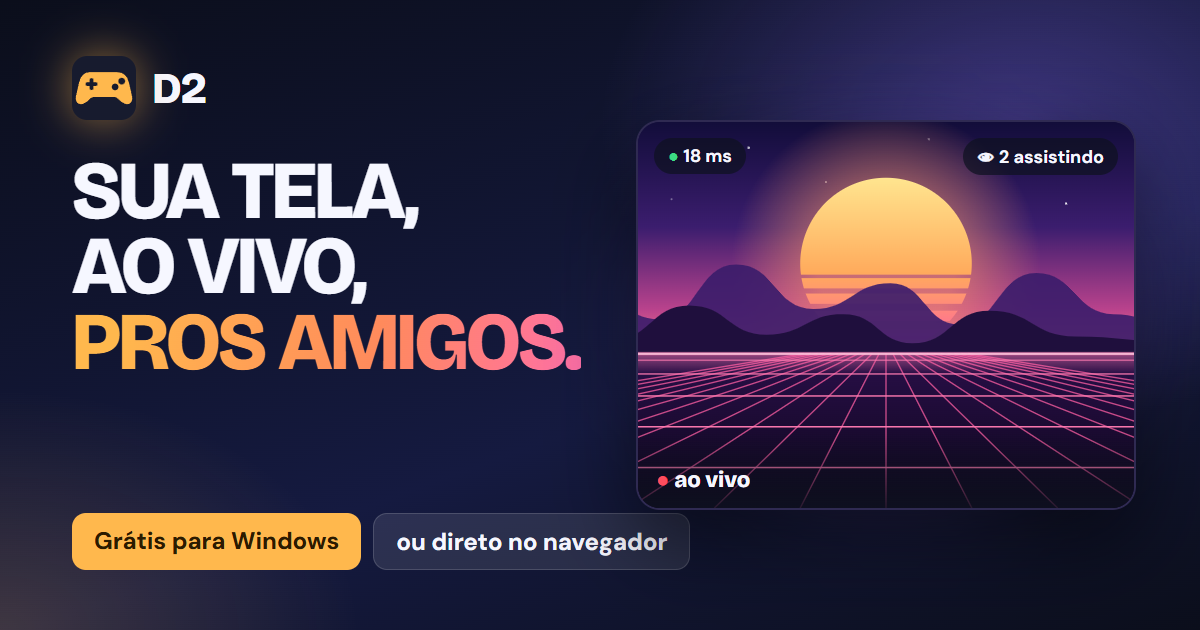 D2
SUA TELA,
AO VIVO,
PROS AMIGOS.
18 ms
2 assistindo
ao vivo
Grátis para Windows
ou direto no navegador